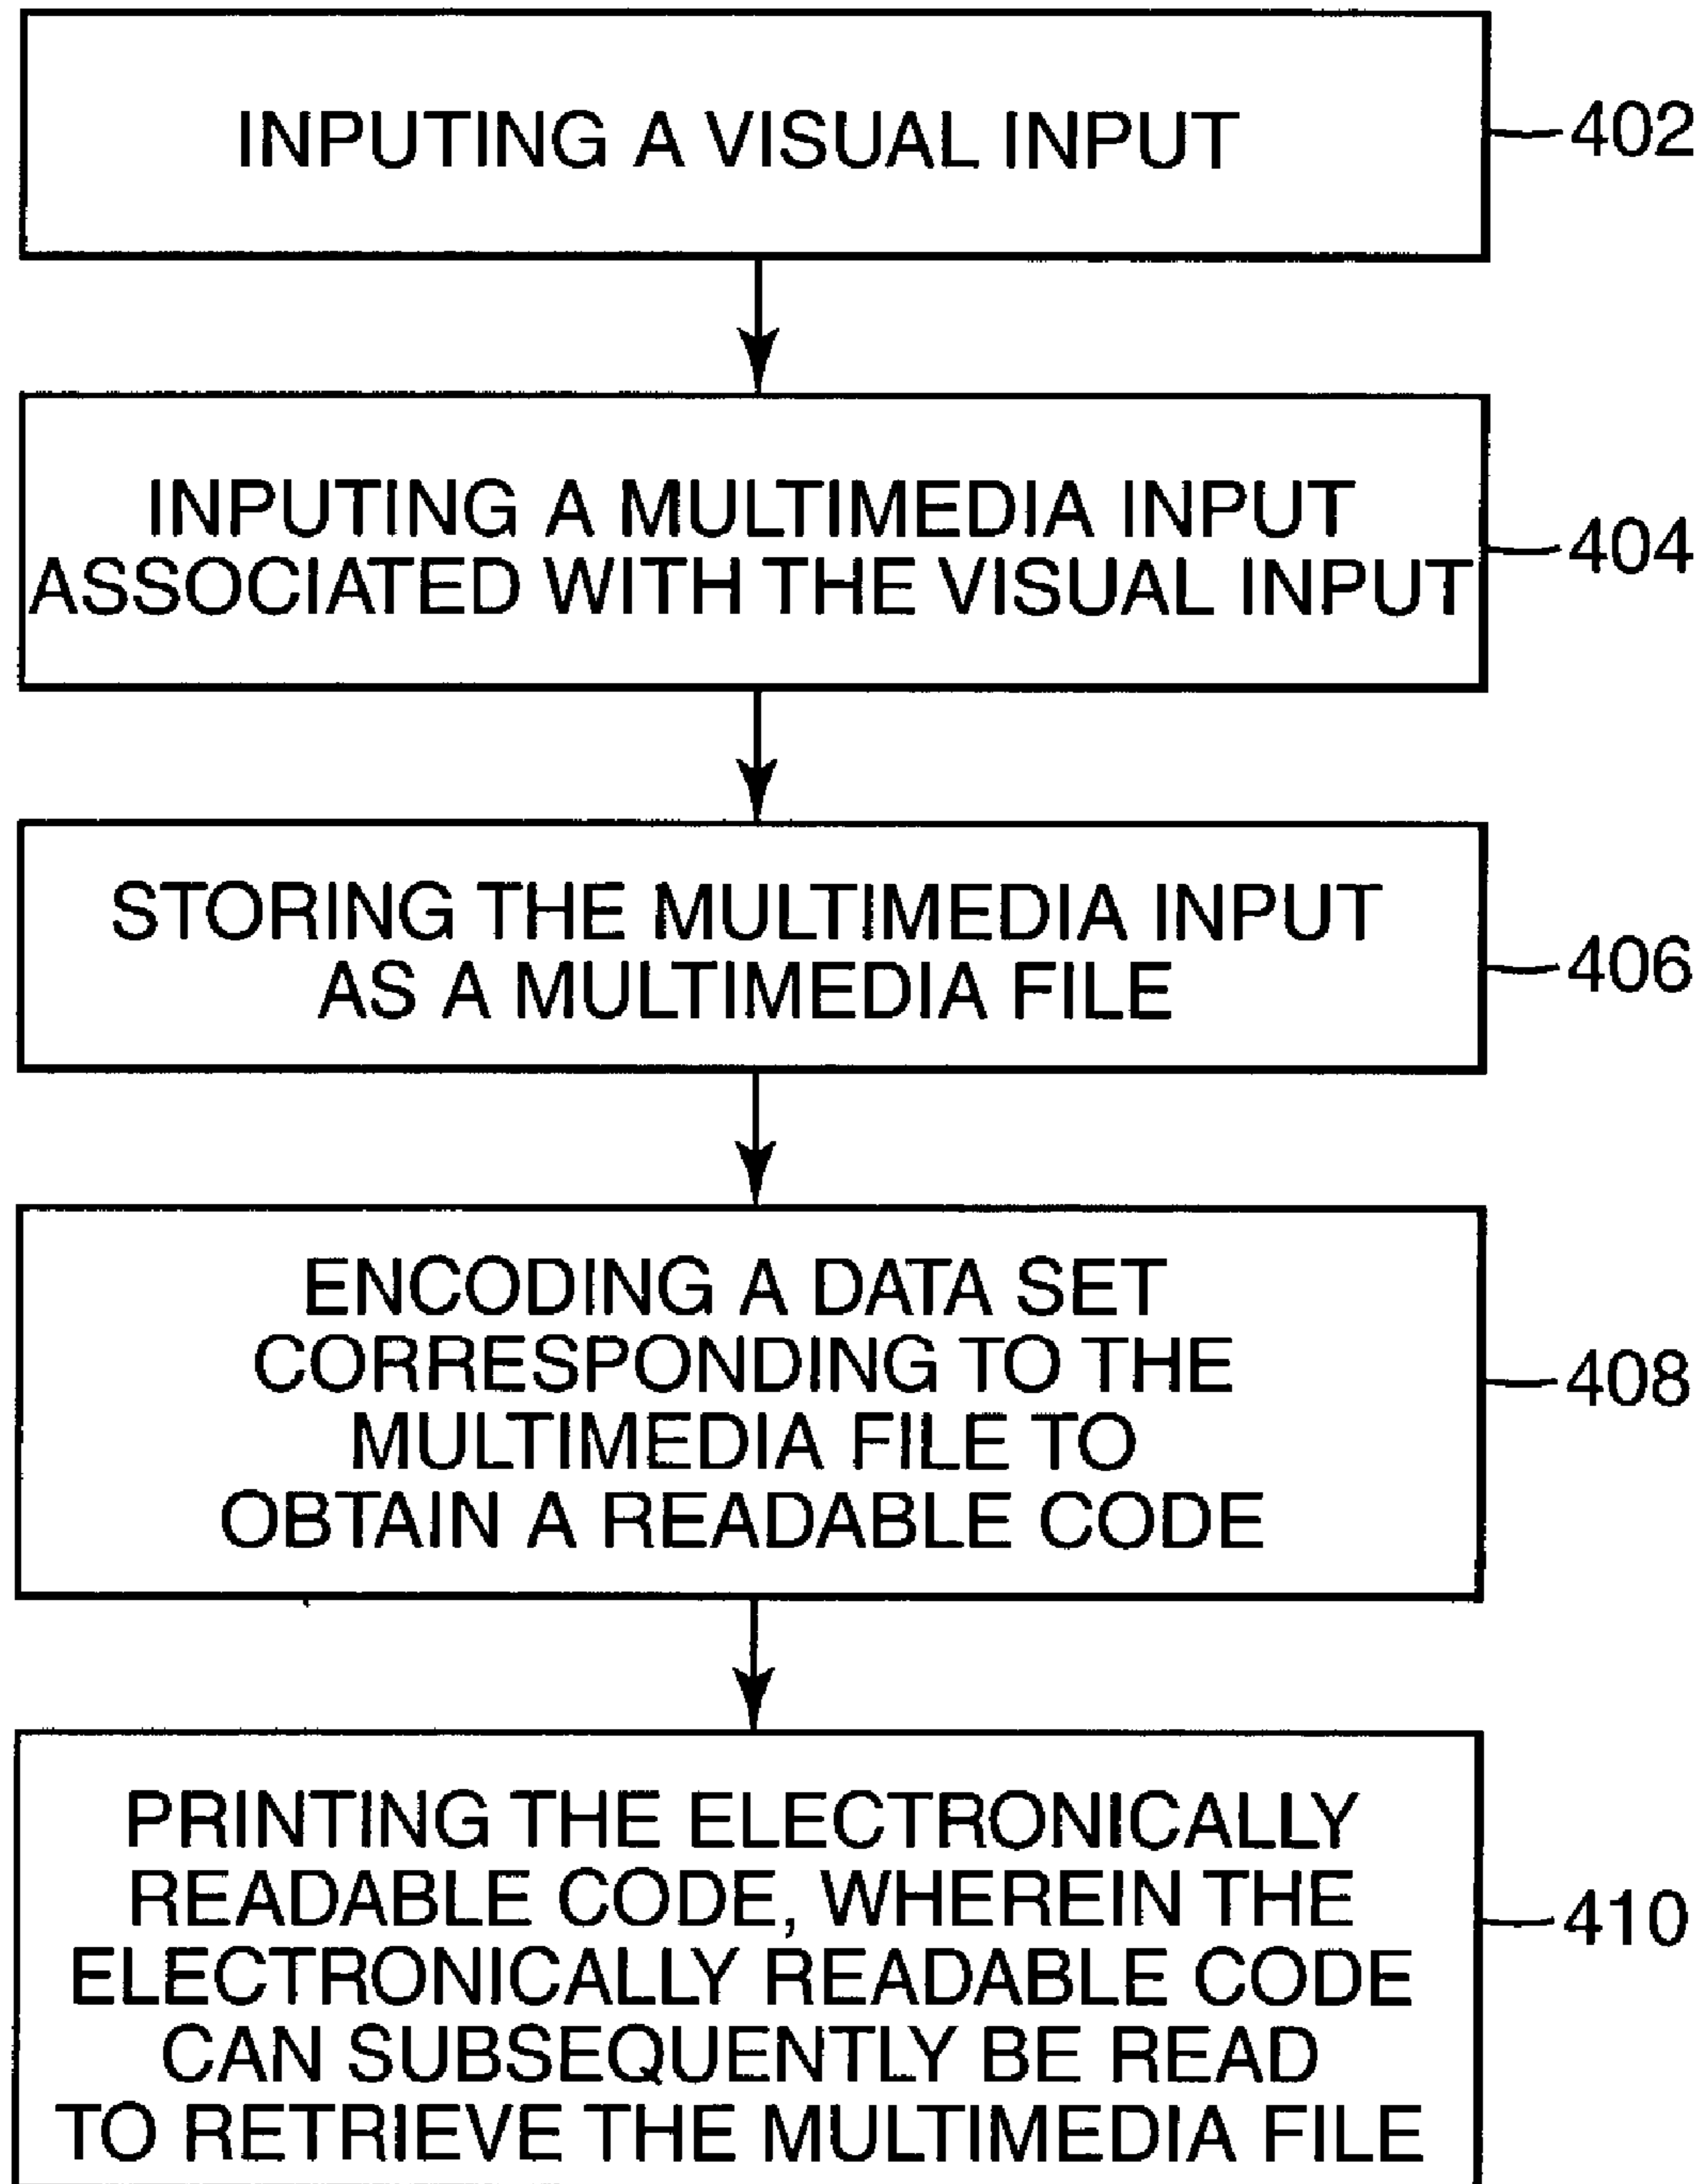 INPUTING A VISUAL INPUT
402
INPUTING A MULTIMEDIA INPUT
ASSOCIATED WITH THE VISUAL INPUT
404
STORING THE MULTIMEDIA INPUT
AS A MULTIMEDIA FILE
406
ENCODING A DATA SET
CORRESPONDING TO THE
MULTIMEDIA FILE TO
OBTAIN A READABLE CODE
408
PRINTING THE ELECTRONICALLY
READABLE CODE, WHEREIN THE
ELECTRONICALLY READABLE CODE
CAN SUBSEQUENTLY BE READ
TO RETRIEVE THE MULTIMEDIA FILE
410